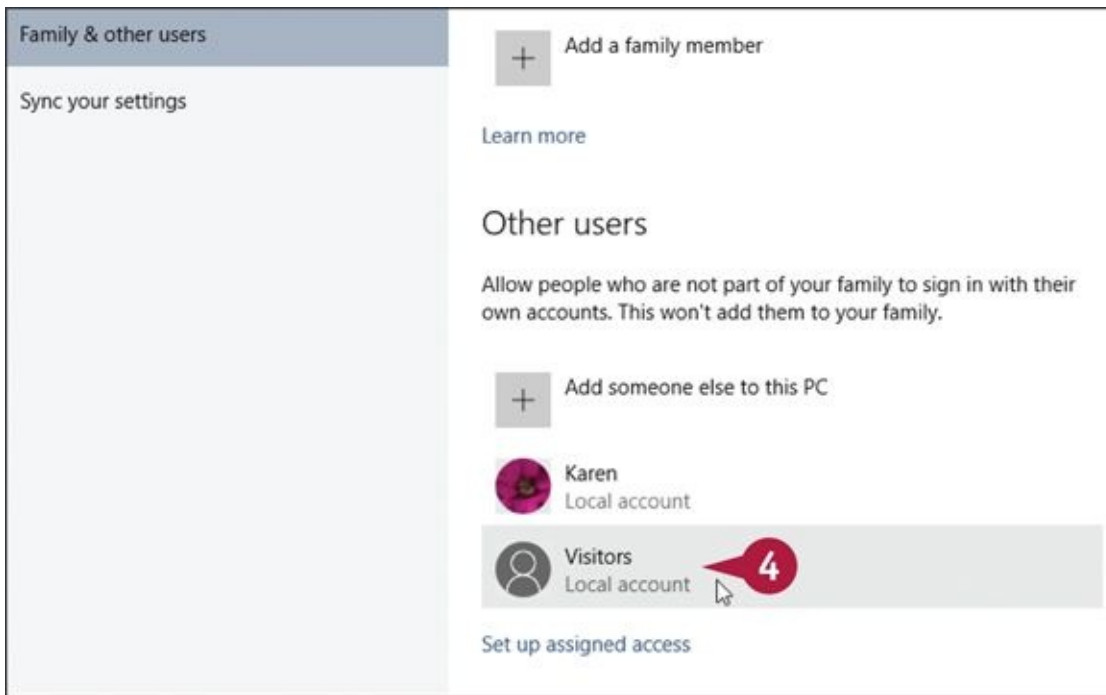 Family & other users
Sync your settings
Add a family member
Learn more
Other users
Allow people who are not part of your family to sign in with their
own accounts. This won't add them to your family.
Add someone else to this PC
Karen
Local account
Visitors
Local account
4
Set up assigned access